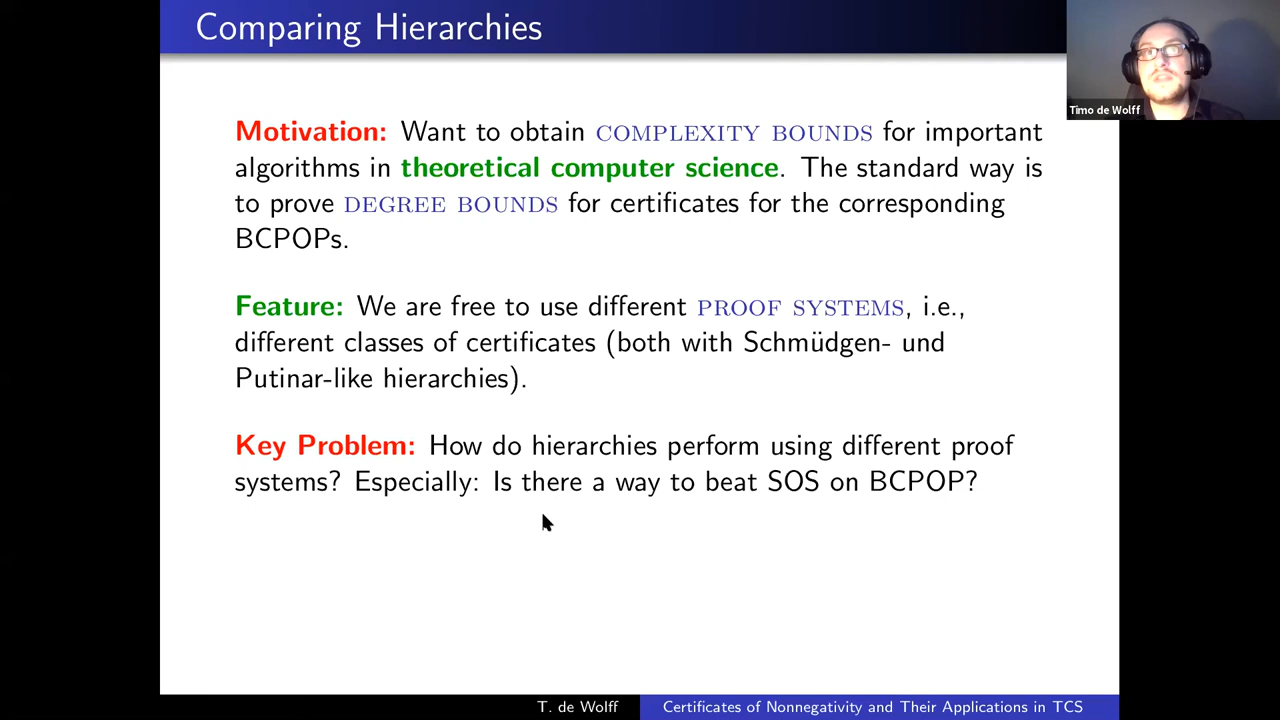 Comparing Hierarchies
Timo de Wolff
Motivation: Want to obtain COMPLEXITY BOUNDS for important
algorithms in theoretical computer science. The standard way is
to prove DEGREE BOUNDS for certificates for the corresponding
BCPOPs.
Feature: We are free to use different PROOF SYSTEMS, i.e.,
different classes of certificates (both with Schmüdgen- und
Putinar-like hierarchies).
Key Problem: How do hierarchies perform using different proof
systems? Especially: Is there a way to beat SOS on BCPOP?
T. de Wolff
Certificates of Nonnegativity and Their Applications in TCS